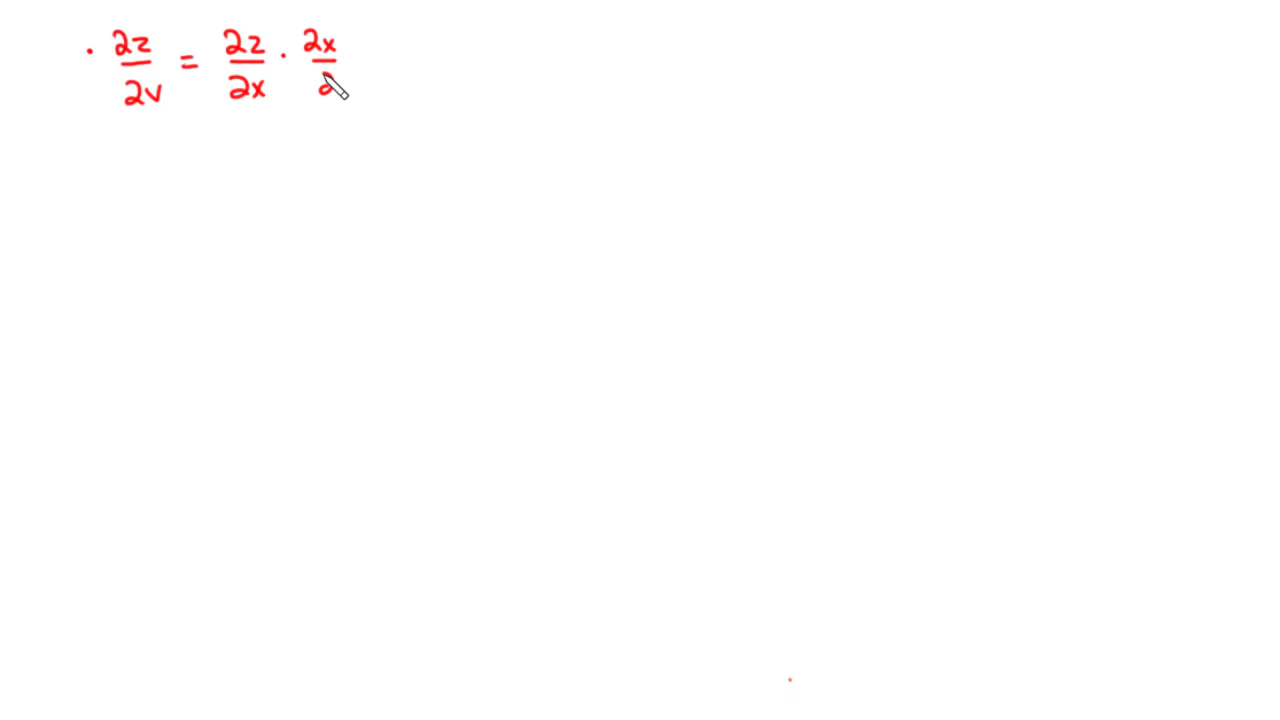 · ∂z/∂v = ∂z/∂x · ∂x/∂